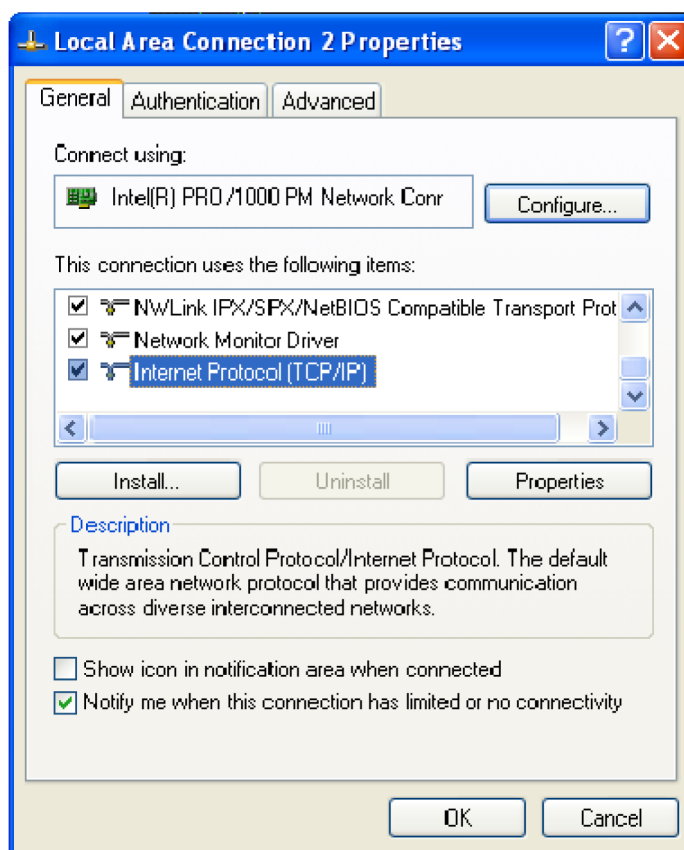 Local Area Connection 2 Properties
General Authentication Advanced
Connect using:
Intel(R) PRO/1000 PM Network Conr
Configure...
This connection uses the following items:
NWLink IPX/SPX/NetBIOS Compatible Transport Prot
Network Monitor Driver
Internet Protocol (TCP/IP)
Install... Uninstall Properties
Description
Transmission Control Protocol/Internet Protocol. The default
wide area network protocol that provides communication
across diverse interconnected networks.
Show icon in notification area when connected
Notify me when this connection has limited or no connectivity
OK Cancel